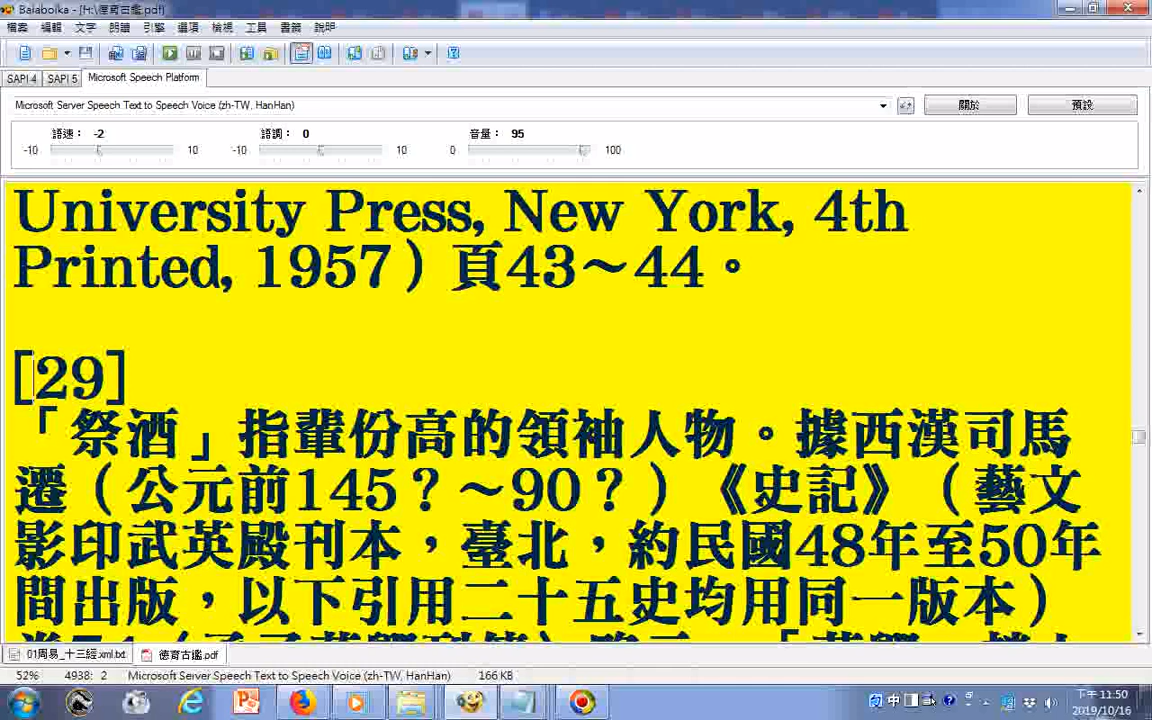 Balabolka - [H:\德育古鑑.pdf]
檔案 編輯 文字 朗讀 引擎 選項 檢視 工具 書籤 說明
SAPI 4 SAPI 5 Microsoft Speech Platform
Microsoft Server Speech Text to Speech Voice (zh-TW, HanHan) 關於 預設
語速： -2 語調： 0 音量： 95
-10 10 -10 10 0 100
University Press, New York, 4th
Printed, 1957）頁43～44。
[29]
「祭酒」指輩份高的領袖人物。據西漢司馬
遷（公元前145？～90？）《史記》（藝文
影印武英殿刊本，臺北，約民國48年至50年
間出版，以下引用二十五史均用同一版本）
01周易_十三經.xml.txt 德育古鑑.pdf
52% 4938: 2 Microsoft Server Speech Text to Speech Voice (zh-TW, HanHan) 166 KB
中
下午 11:50
2019/10/16